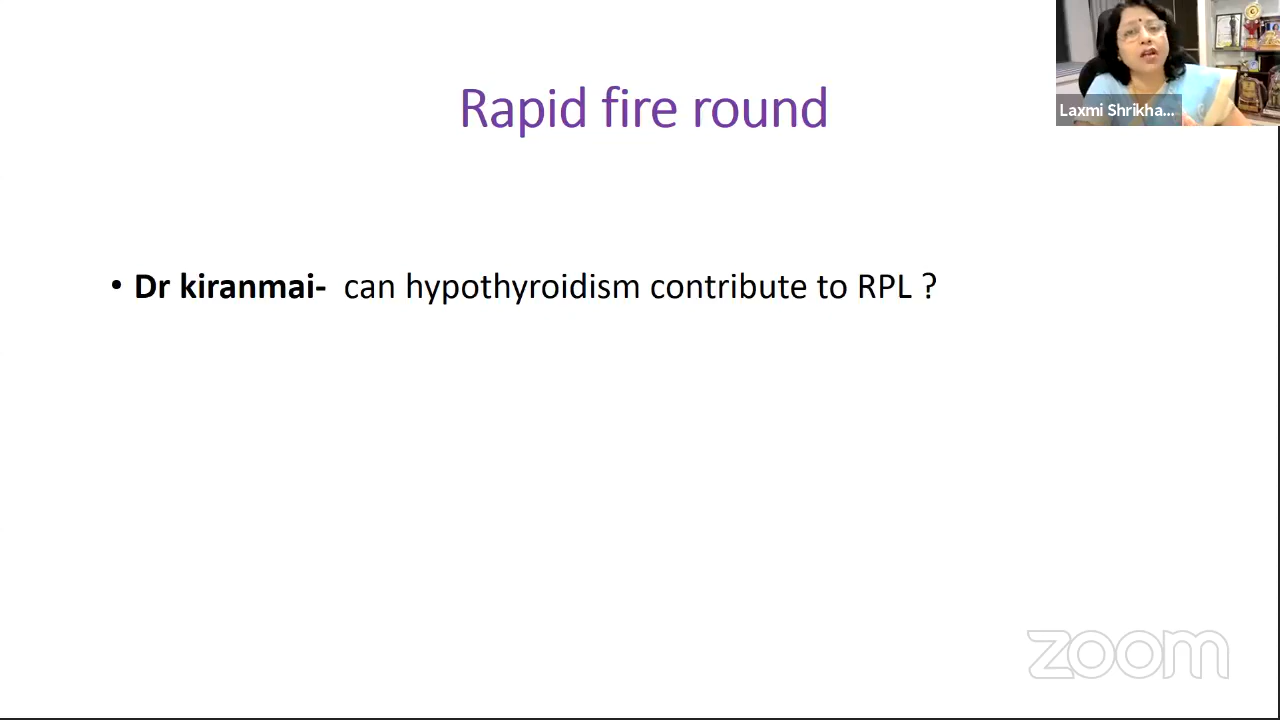 Rapid fire round
Laxmi Shrikha...
• Dr kiranmai- can hypothyroidism contribute to RPL ?
zoom